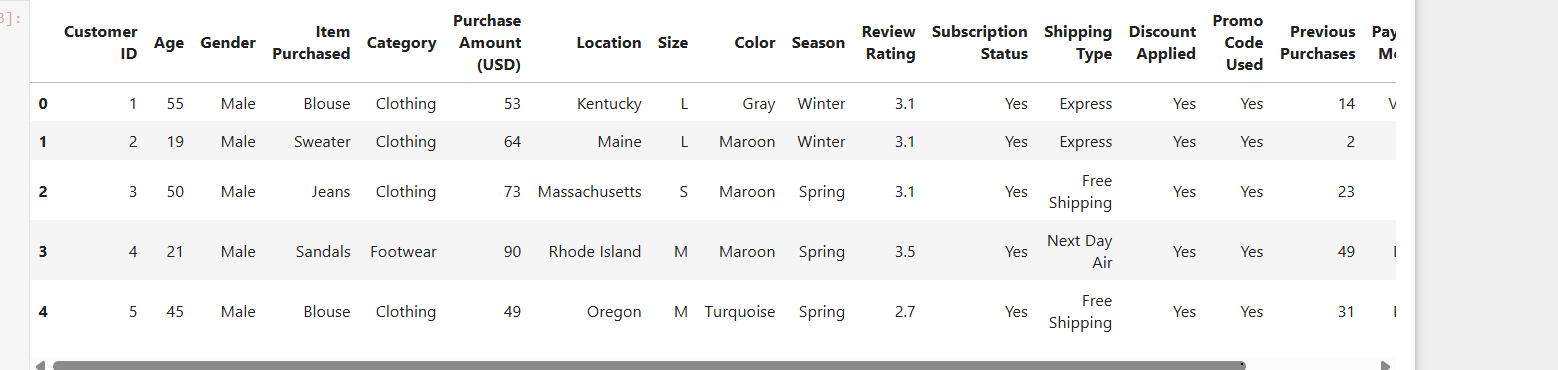 3]:
Customer ID Age Gender Item Purchased Category Purchase Amount (USD) Location Size Color Season Review Rating Subscription Status Shipping Type Discount Applied Promo Code Used Previous Purchases
0 1 55 Male Blouse Clothing 53 Kentucky L Gray Winter 3.1 Yes Express Yes Yes 14
1 2 19 Male Sweater Clothing 64 Maine L Maroon Winter 3.1 Yes Express Yes Yes 2
2 3 50 Male Jeans Clothing 73 Massachusetts S Maroon Spring 3.1 Yes Free Shipping Yes Yes 23
3 4 21 Male Sandals Footwear 90 Rhode Island M Maroon Spring 3.5 Yes Next Day Air Yes Yes 49
4 5 45 Male Blouse Clothing 49 Oregon M Turquoise Spring 2.7 Yes Free Shipping Yes Yes 31